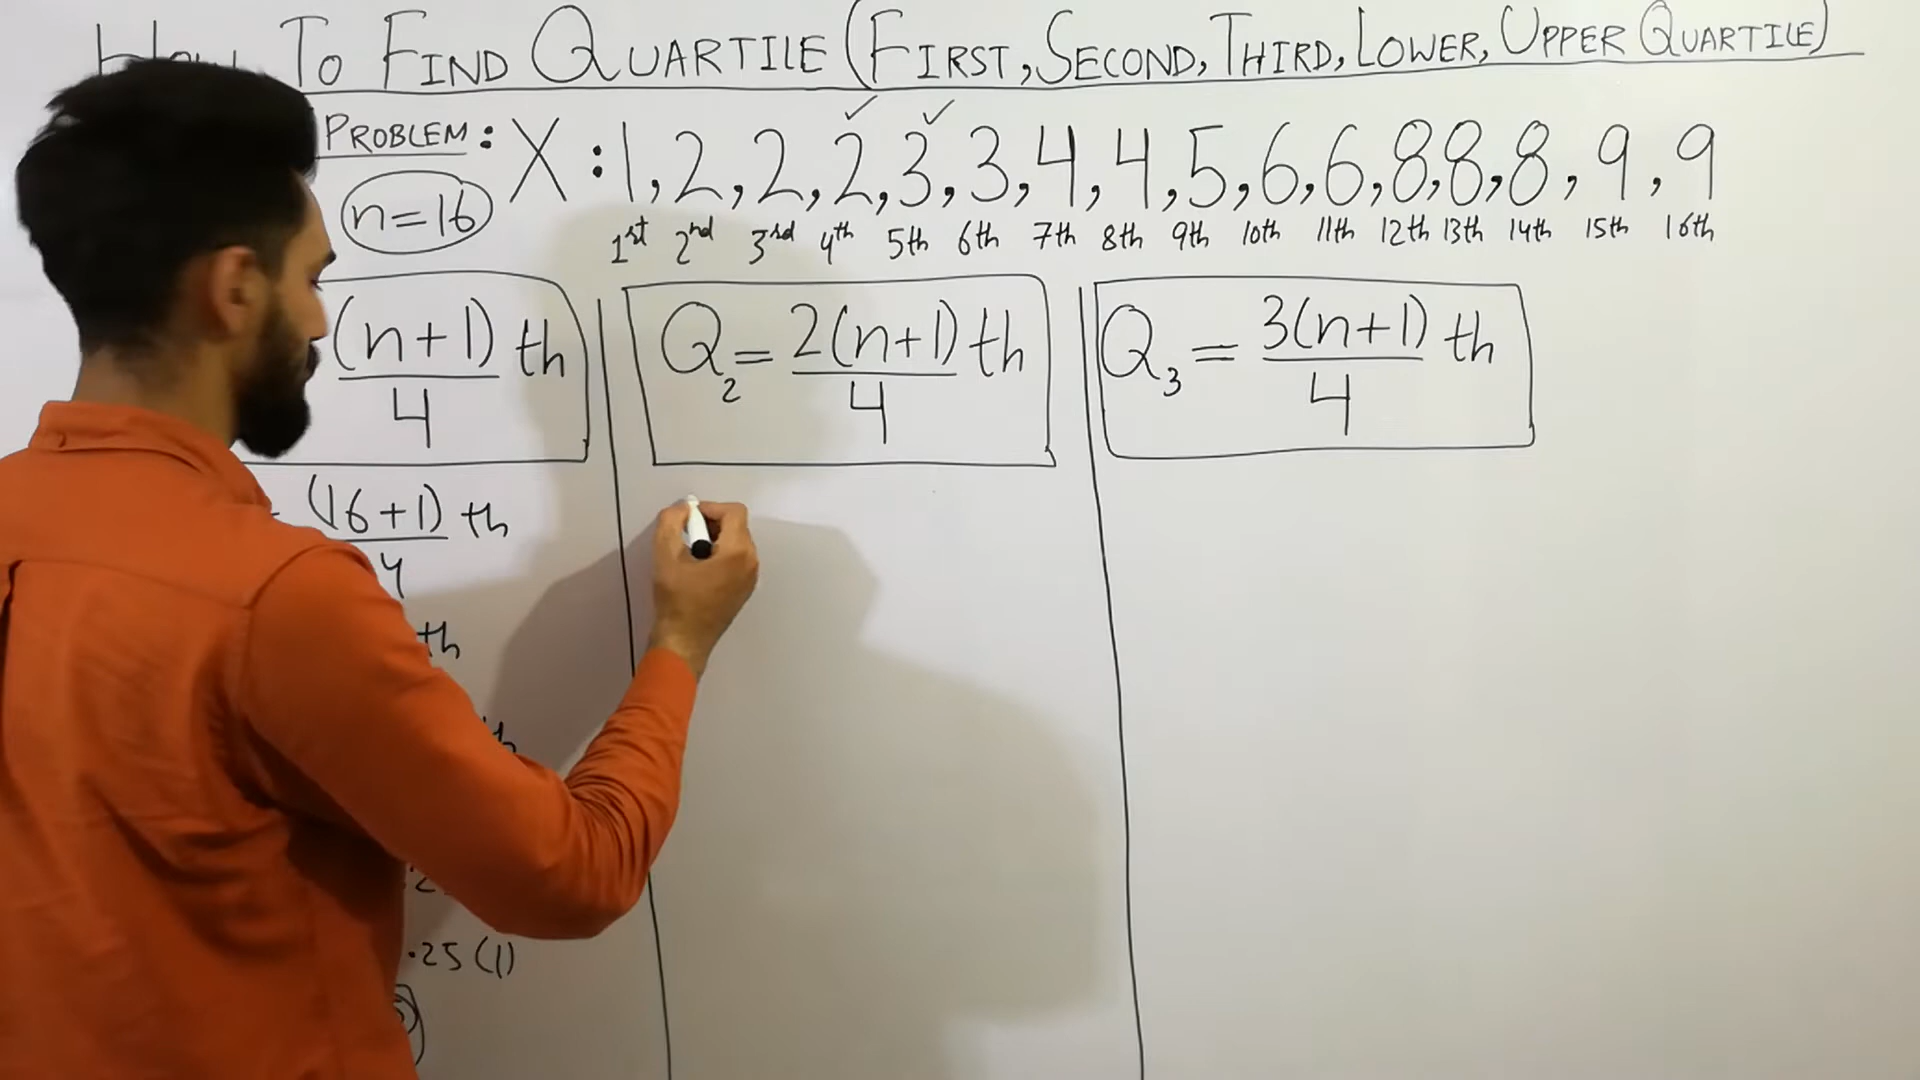 How To FIND QUARTILE (FIRST, SECOND, THIRD, LOWER, UPPER QUARTILE)
PROBLEM: X : 1, 2, 2, 2, 3, 3, 4, 4, 5, 6, 6, 8, 8, 8, 9, 9
n=16
1st 2nd 3rd 4th 5th 6th 7th 8th 9th 10th 11th 12th 13th 14th 15th 16th
(n+1) th
4
Q2 = 2(n+1) th
4
Q3 = 3(n+1) th
4
(16+1) th
4
th
.25 (1)